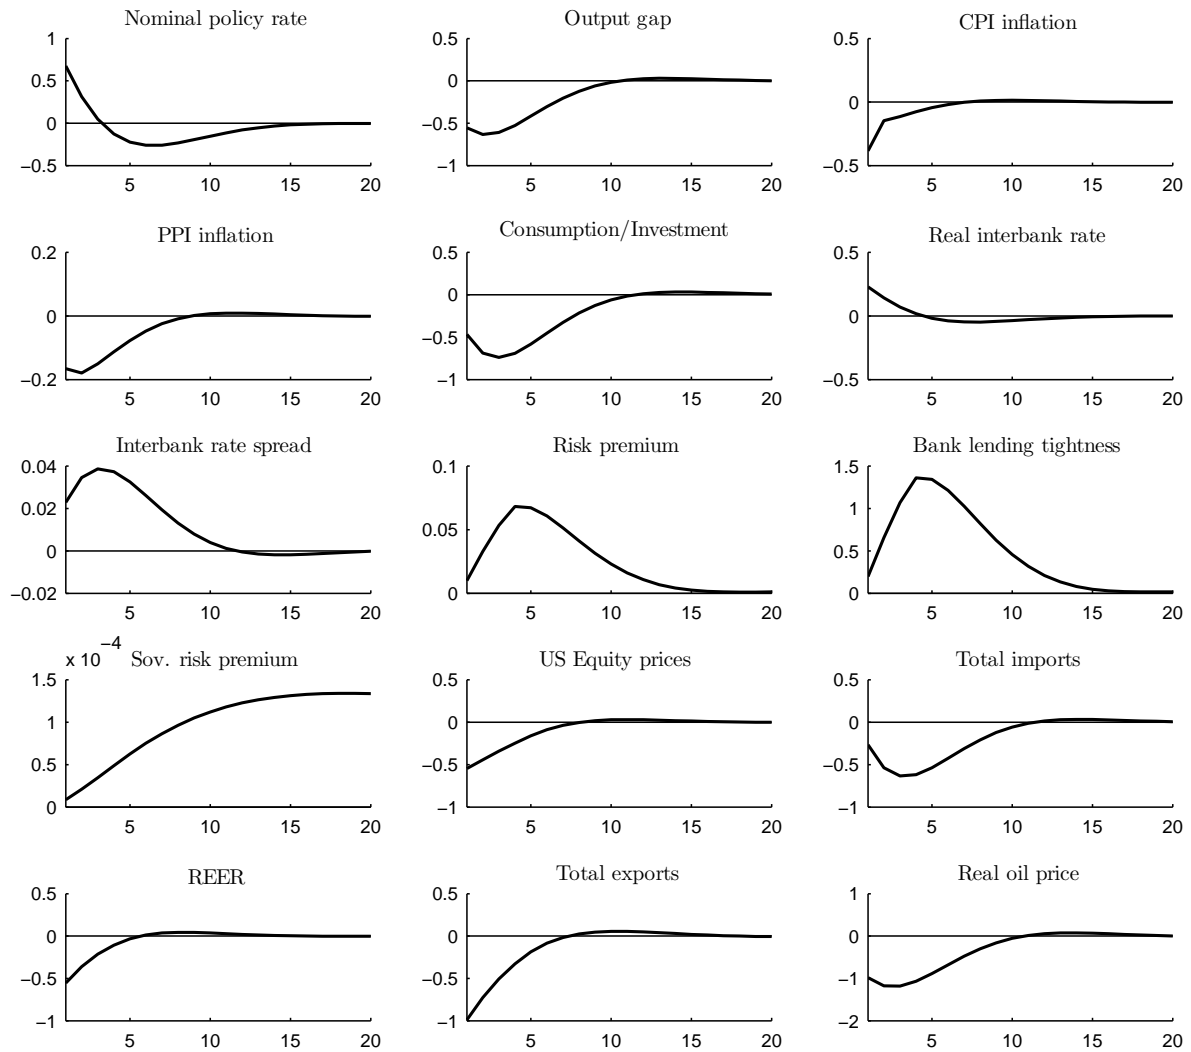 Nominal policy rate
1
0.5
0
−0.5
5 10 15 20
Output gap
0.5
0
−0.5
−1
5 10 15 20
CPI inflation
0.5
0
−0.5
5 10 15 20
PPI inflation
0.2
0
−0.2
5 10 15 20
Consumption/Investment
0.5
0
−0.5
−1
5 10 15 20
Real interbank rate
0.5
0
−0.5
5 10 15 20
Interbank rate spread
0.04
0.02
0
−0.02
5 10 15 20
Risk premium
0.1
0.05
0
5 10 15 20
Bank lending tightness
1.5
1
0.5
0
5 10 15 20
x 10−4
Sov. risk premium
1.5
1
0.5
0
5 10 15 20
US Equity prices
0.5
0
−0.5
−1
5 10 15 20
Total imports
0.5
0
−0.5
−1
5 10 15 20
REER
0.5
0
−0.5
−1
5 10 15 20
Total exports
0.5
0
−0.5
−1
5 10 15 20
Real oil price
1
0
−1
−2
5 10 15 20